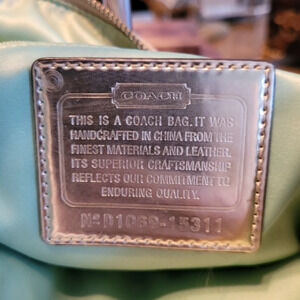 COACH
THIS IS A COACH BAG. IT WAS
HANDCRAFTED IN CHINA FROM THE
FINEST MATERIALS AND LEATHER.
ITS SUPERIOR CRAFTSMANSHIP
REFLECTS OUR COMMITMENT TO
ENDURING QUALITY.
Nº D1069-15311